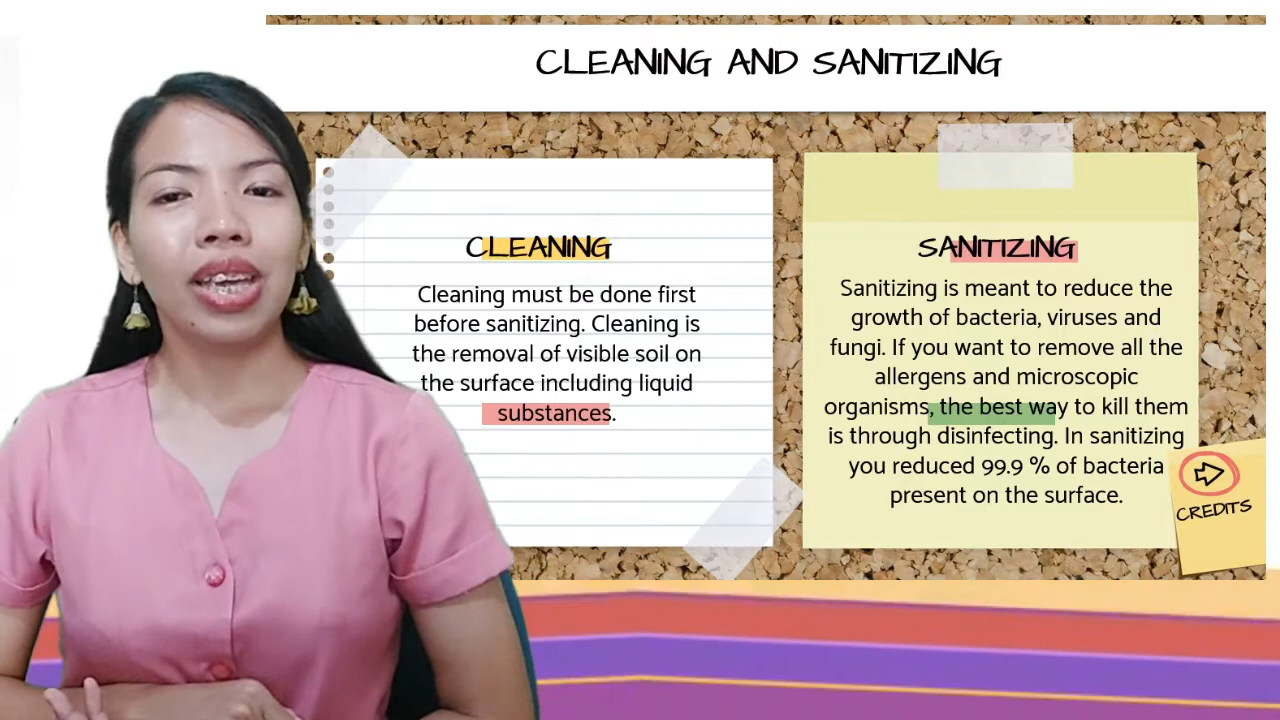 CLEANING AND SANITIZING
CLEANING
Cleaning must be done first
before sanitizing. Cleaning is
the removal of visible soil on
the surface including liquid
substances.
SANITIZING
Sanitizing is meant to reduce the
growth of bacteria, viruses and
fungi. If you want to remove all the
allergens and microscopic
organisms, the best way to kill them
is through disinfecting. In sanitizing
you reduced 99.9 % of bacteria
present on the surface.
CREDITS